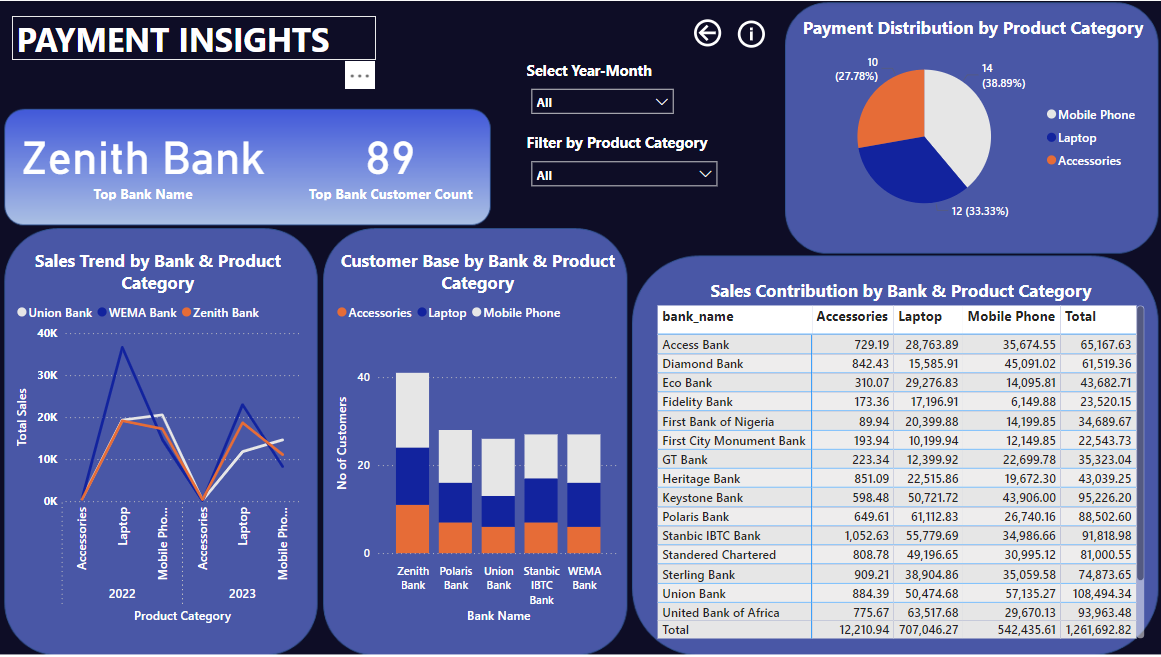 PAYMENT INSIGHTS
Select Year-Month
All
Filter by Product Category
All
Zenith Bank
Top Bank Name
89
Top Bank Customer Count
Payment Distribution by Product Category
10
(27.78%)
14
(38.89%)
12 (33.33%)
Mobile Phone
Laptop
Accessories
Sales Trend by Bank & Product
Category
Union Bank WEMA Bank Zenith Bank
Total Sales
40K
30K
20K
10K
0K
Accessories Laptop Mobile Pho... Accessories Laptop Mobile Pho...
2022 2023
Product Category
Customer Base by Bank & Product
Category
Accessories Laptop Mobile Phone
No of Customers
40
20
0
Zenith Polaris Union Stanbic WEMA
Bank Bank Bank IBTC Bank
Bank
Bank Name
Sales Contribution by Bank & Product Category
bank_name Accessories Laptop Mobile Phone Total
Access Bank 729.19 28,763.89 35,674.55 65,167.63
Diamond Bank 842.43 15,585.91 45,091.02 61,519.36
Eco Bank 310.07 29,276.83 14,095.81 43,682.71
Fidelity Bank 173.36 17,196.91 6,149.88 23,520.15
First Bank of Nigeria 89.94 20,399.88 14,199.85 34,689.67
First City Monument Bank 193.94 10,199.94 12,149.85 22,543.73
GT Bank 223.34 12,399.92 22,699.78 35,323.04
Heritage Bank 851.09 22,515.86 19,672.30 43,039.25
Keystone Bank 598.48 50,721.72 43,906.00 95,226.20
Polaris Bank 649.61 61,112.83 26,740.16 88,502.60
Stanbic IBTC Bank 1,052.63 55,779.69 34,986.66 91,818.98
Standered Chartered 808.78 49,196.65 30,995.12 81,000.55
Sterling Bank 909.21 38,904.86 35,059.58 74,873.65
Union Bank 884.39 50,474.68 57,135.27 108,494.34
United Bank of Africa 775.67 63,517.68 29,670.13 93,963.48
Total 12,210.94 707,046.27 542,435.61 1,261,692.82